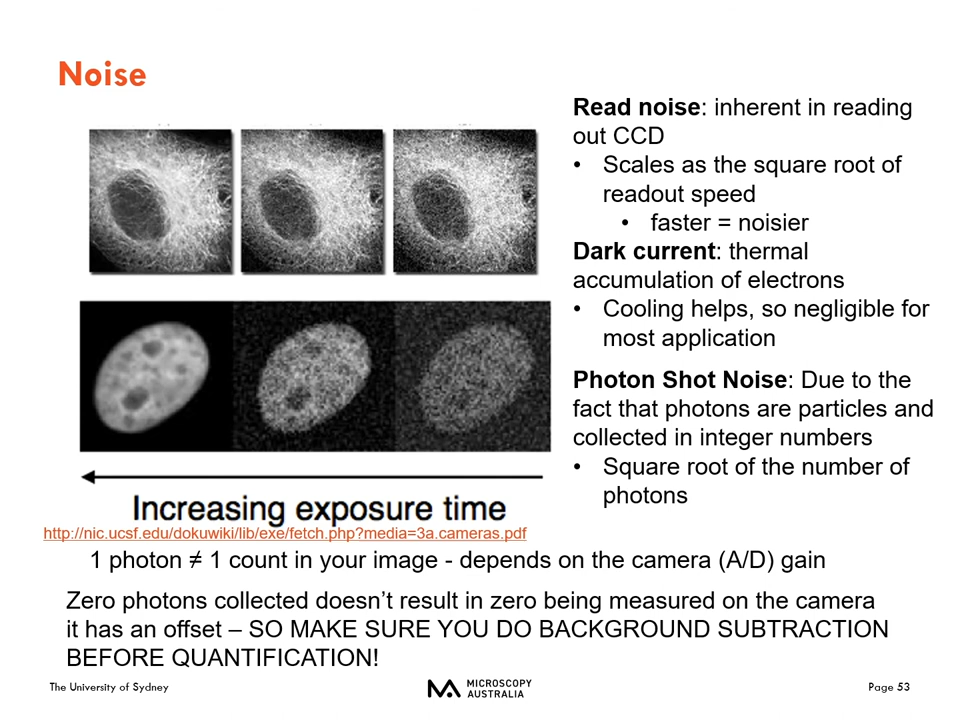 Noise
Read noise: inherent in reading
out CCD
• Scales as the square root of
readout speed
• faster = noisier
Dark current: thermal
accumulation of electrons
• Cooling helps, so negligible for
most application
Photon Shot Noise: Due to the
fact that photons are particles and
collected in integer numbers
• Square root of the number of
photons
Increasing exposure time
http://nic.ucsf.edu/dokuwiki/lib/exe/fetch.php?media=3a.cameras.pdf
1 photon ≠ 1 count in your image - depends on the camera (A/D) gain
Zero photons collected doesn’t result in zero being measured on the camera
it has an offset – SO MAKE SURE YOU DO BACKGROUND SUBTRACTION
BEFORE QUANTIFICATION!
The University of Sydney
MICROSCOPY
AUSTRALIA
Page 53